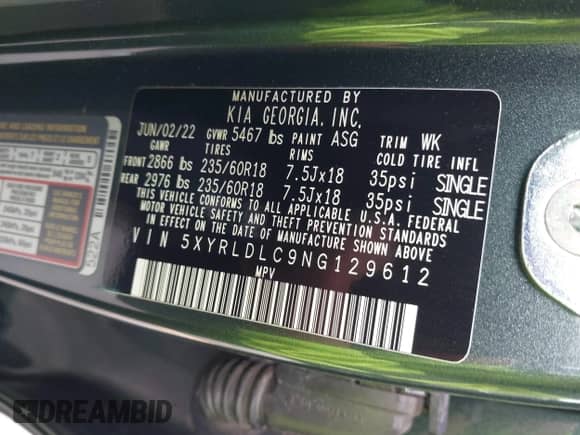 MANUFACTURED BY
KIA GEORGIA, INC.
JUN/02/22 GVWR 5467 lbs PAINT ASG TRIM WK
GAWR TIRES RIMS COLD TIRE INFL
FRONT 2866 lbs 235/60R18 7.5Jx18 35psi SINGLE
REAR 2976 lbs 235/60R18 7.5Jx18 35psi SINGLE
THIS VEHICLE CONFORMS TO ALL APPLICABLE U.S.A. FEDERAL
MOTOR VEHICLE SAFETY AND THEFT PREVENTION STANDARDS
IN EFFECT ON THE DATE OF MANUFACTURE SHOWN ABOVE
VIN 5XYRLDLC9NG129612
MPV
DREAMBID